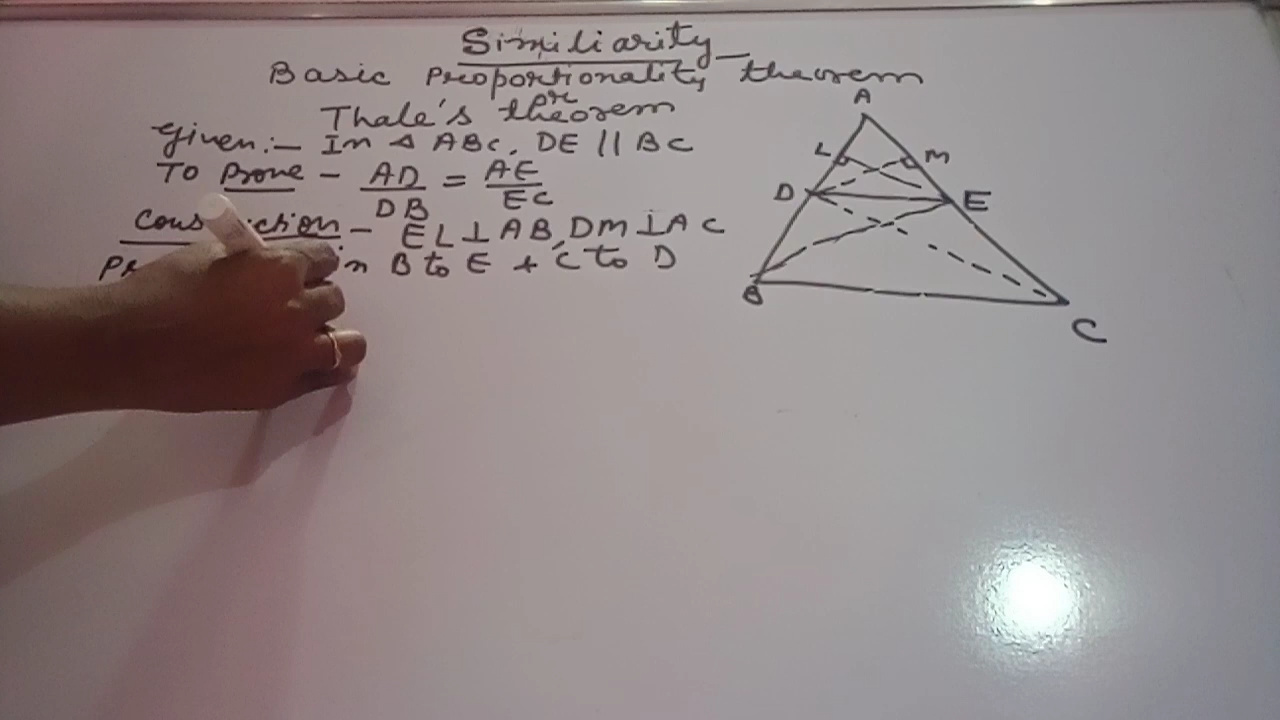 Similiarity
Basic Proportionality theorem
or
Thale's theorem
Given:- In △ ABC, DE || BC
To Prove - AD/DB = AE/EC
- EL⊥AB, DM⊥AC
B to E + C to D
A
L
M
D
E
B
C